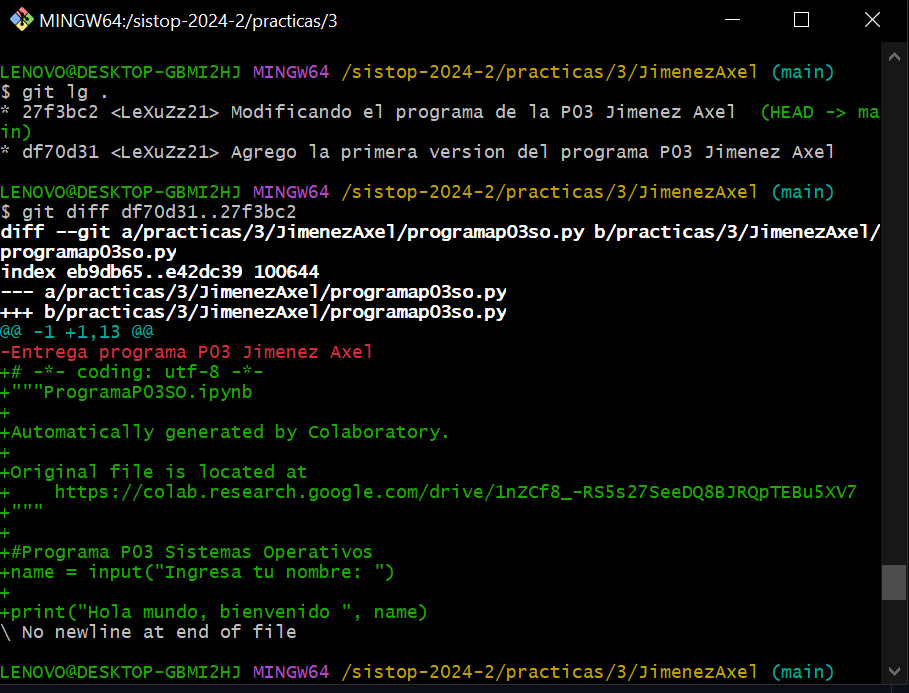 MINGW64:/sistop-2024-2/practicas/3
LENOVO@DESKTOP-GBMI2HJ MINGW64 /sistop-2024-2/practicas/3/JimenezAxel (main)
$ git lg .
* 27f3bc2 <LeXuZz21> Modificando el programa de la P03 Jimenez Axel  (HEAD -> ma
in)
* df70d31 <LeXuZz21> Agrego la primera version del programa P03 Jimenez Axel
LENOVO@DESKTOP-GBMI2HJ MINGW64 /sistop-2024-2/practicas/3/JimenezAxel (main)
$ git diff df70d31..27f3bc2
diff --git a/practicas/3/JimenezAxel/programap03so.py b/practicas/3/JimenezAxel/
programap03so.py
index eb9db65..e42dc39 100644
--- a/practicas/3/JimenezAxel/programap03so.py
+++ b/practicas/3/JimenezAxel/programap03so.py
@@ -1 +1,13 @@
-Entrega programa P03 Jimenez Axel
+# -*- coding: utf-8 -*-
+"""ProgramaP03SO.ipynb
+
+Automatically generated by Colaboratory.
+
+Original file is located at
+    https://colab.research.google.com/drive/1nZCf8_-RS5s27SeeDQ8BJRQpTEBu5XV7
+"""
+
+#Programa P03 Sistemas Operativos
+name = input("Ingresa tu nombre: ")
+
+print("Hola mundo, bienvenido ", name)
\ No newline at end of file
LENOVO@DESKTOP-GBMI2HJ MINGW64 /sistop-2024-2/practicas/3/JimenezAxel (main)